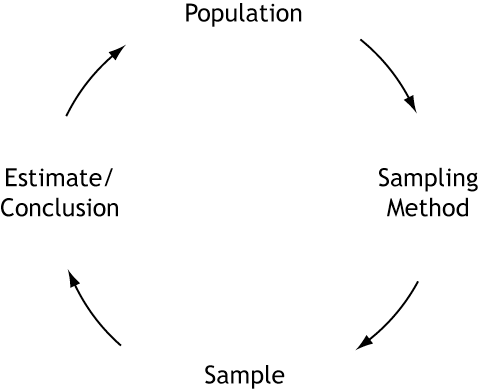 Population
Estimate/
Conclusion
Sampling
Method
Sample